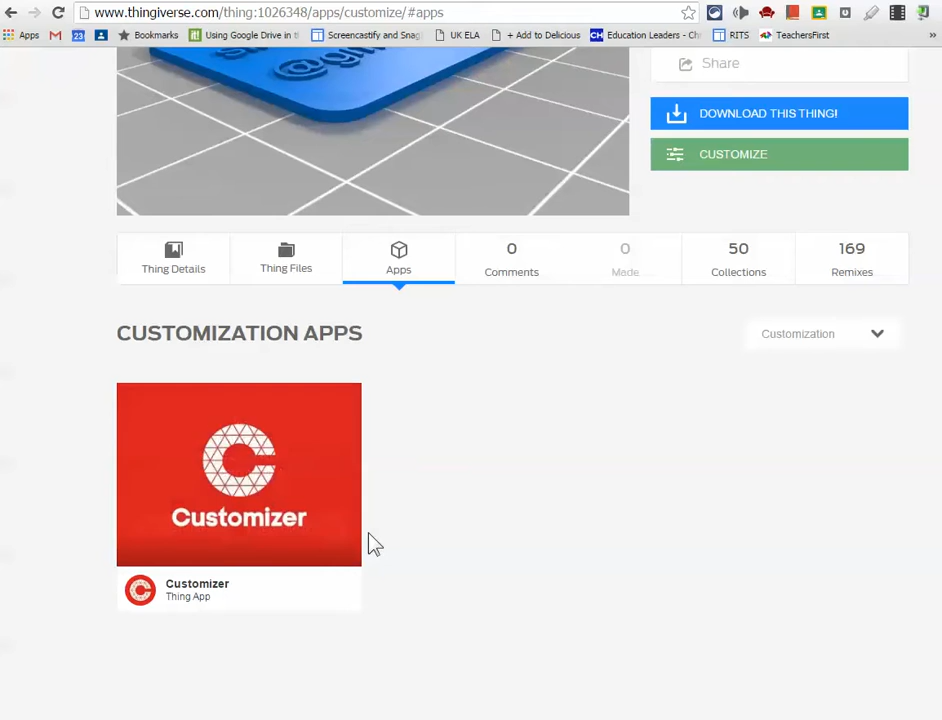 www.thingiverse.com/thing:1026348/apps/customize/#apps
Apps Bookmarks Using Google Drive in Screencastify and Snag UK ELA + Add to Delicious Education Leaders - Ch RITS TeachersFirst »
Share
DOWNLOAD THIS THING!
CUSTOMIZE
Thing Details
Thing Files
Apps
0
Comments
0
Made
50
Collections
169
Remixes
CUSTOMIZATION APPS
Customization
Customizer
Customizer
Thing App